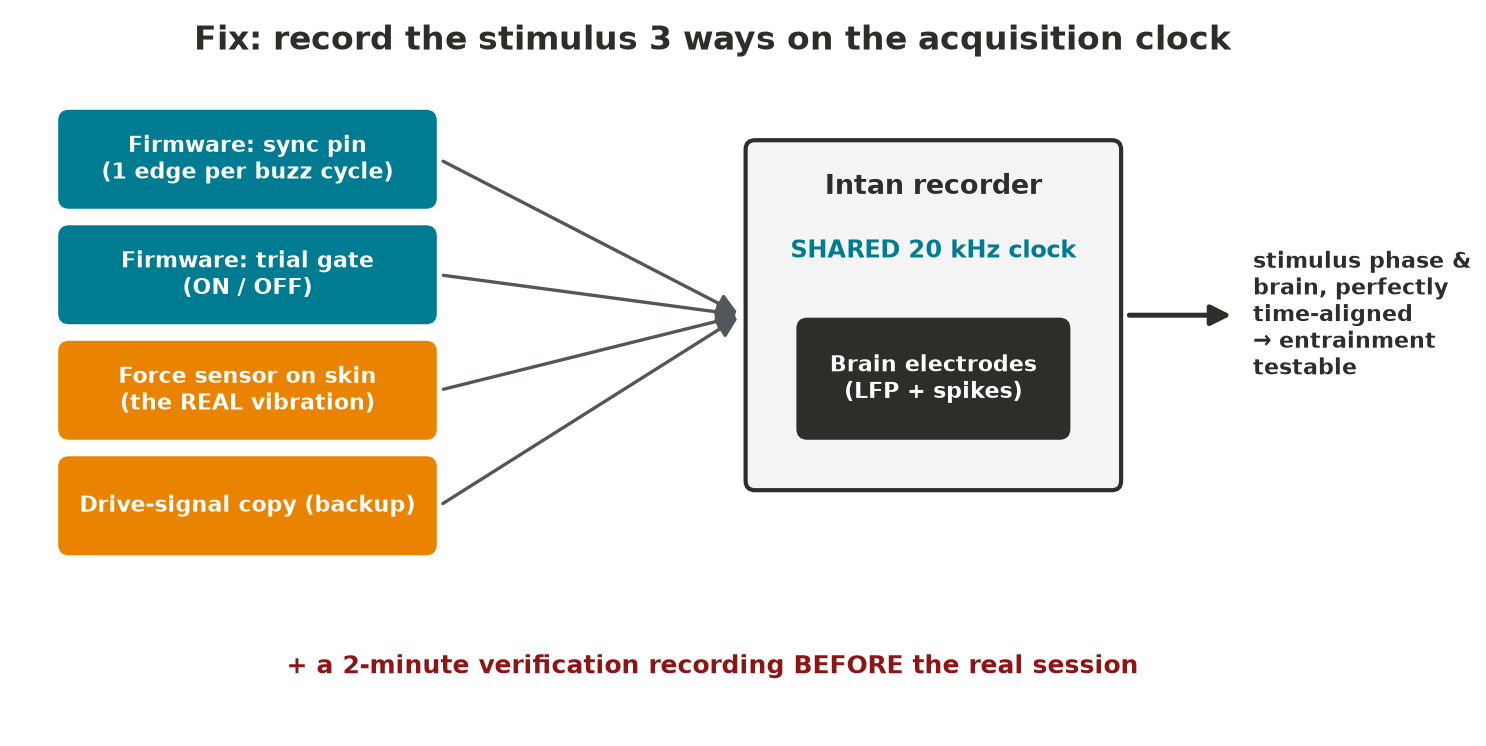 Fix: record the stimulus 3 ways on the acquisition clock
Firmware: sync pin
(1 edge per buzz cycle)
Firmware: trial gate
(ON / OFF)
Force sensor on skin
(the REAL vibration)
Drive-signal copy (backup)
Intan recorder
SHARED 20 kHz clock
Brain electrodes
(LFP + spikes)
stimulus phase &
brain, perfectly
time-aligned
→ entrainment
testable
+ a 2-minute verification recording BEFORE the real session